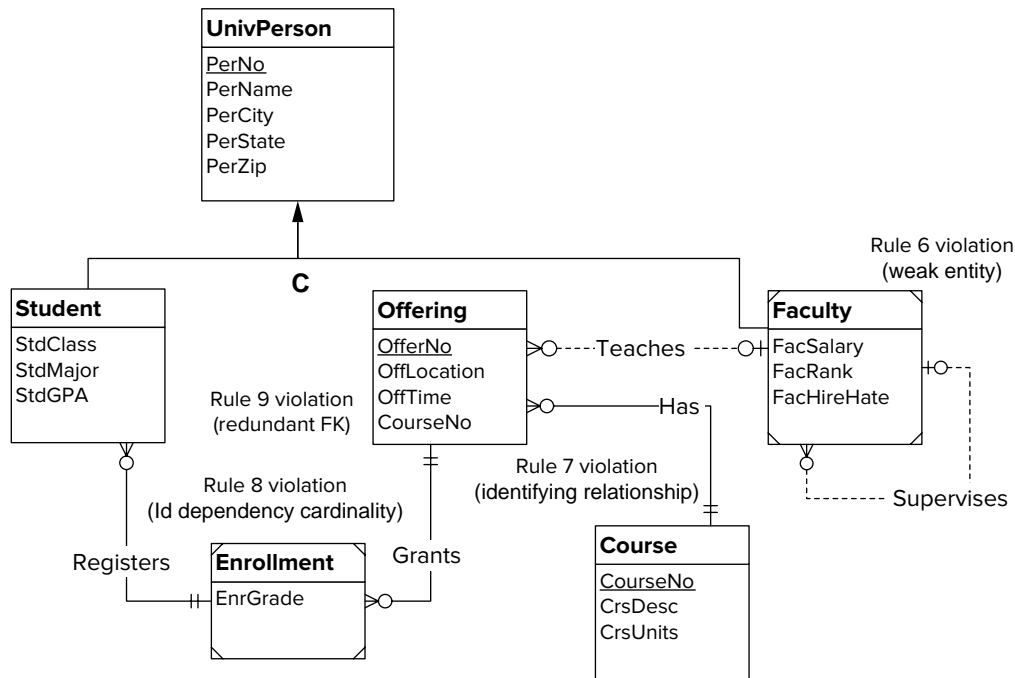 UnivPerson
PerNo
PerName
PerCity
PerState
PerZip
C
Rule 6 violation
(weak entity)
Student
StdClass
StdMajor
StdGPA
Offering
OfferNo
OffLocation
OffTime
CourseNo
Teaches
Faculty
FacSalary
FacRank
FacHireHate
Rule 9 violation
(redundant FK)
Has
Rule 7 violation
(identifying relationship)
Rule 8 violation
(Id dependency cardinality)
Supervises
Registers
Enrollment
EnrGrade
Grants
Course
CourseNo
CrsDesc
CrsUnits